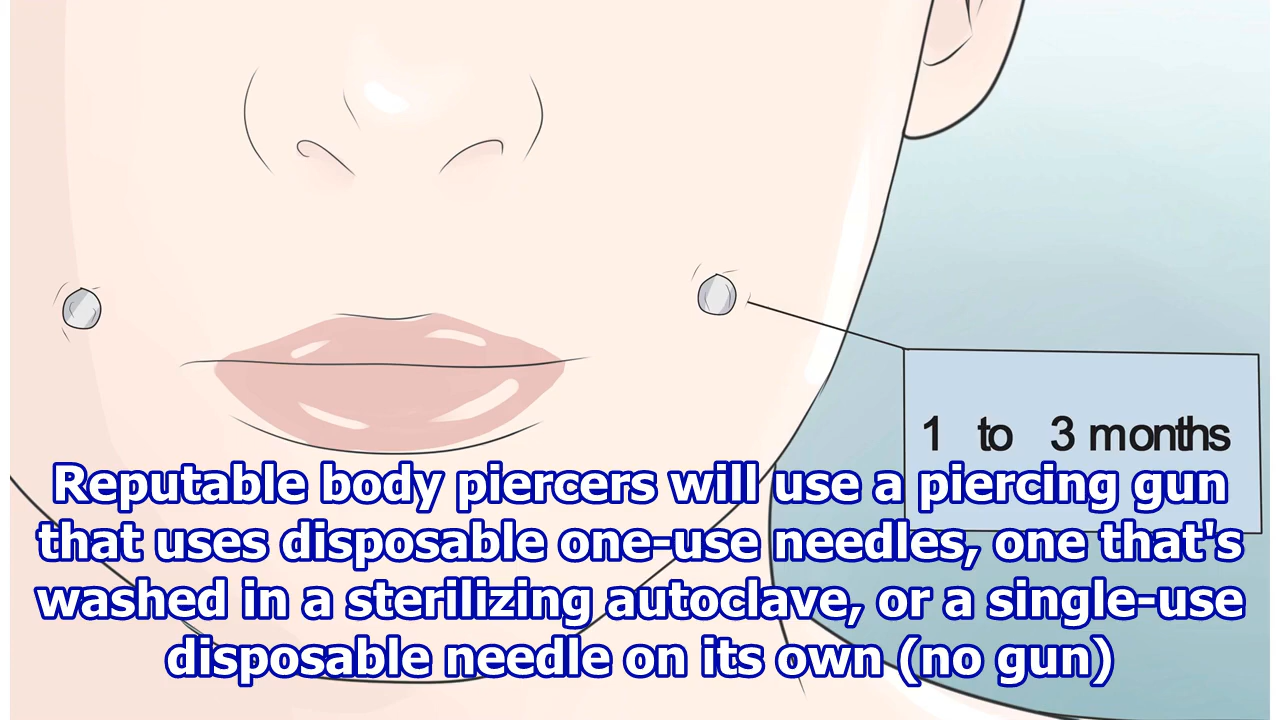 1 to 3 months
Reputable body piercers will use a piercing gun
that uses disposable one-use needles, one that's
washed in a sterilizing autoclave, or a single-use
disposable needle on its own (no gun)